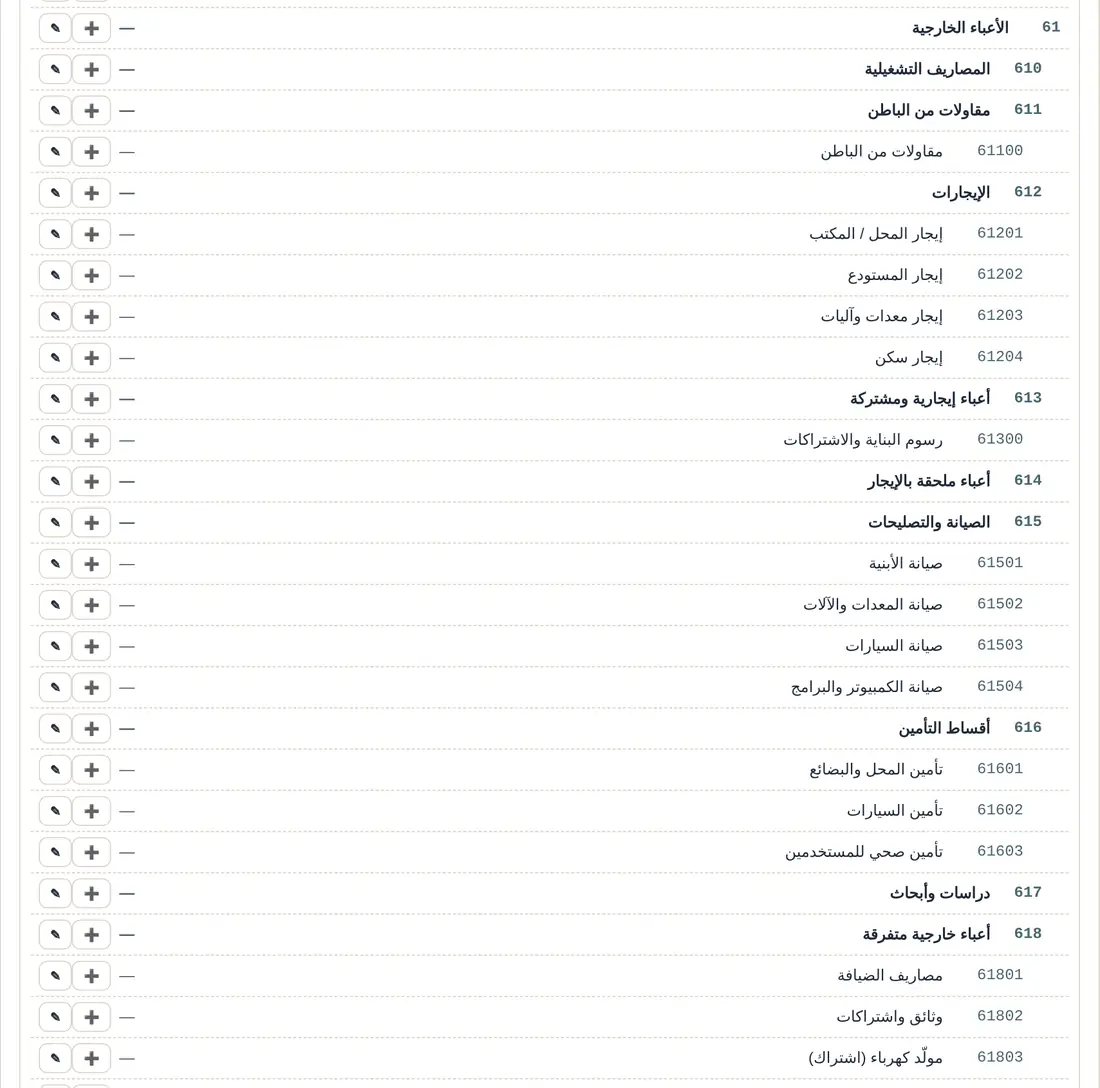 61 الأعباء الخارجية — ➕ ✎
610 المصاريف التشغيلية — ➕ ✎
611 مقاولات من الباطن — ➕ ✎
61100 مقاولات من الباطن — ➕ ✎
612 الإيجارات — ➕ ✎
61201 إيجار المحل / المكتب — ➕ ✎
61202 إيجار المستودع — ➕ ✎
61203 إيجار معدات وآليات — ➕ ✎
61204 إيجار سكن — ➕ ✎
613 أعباء إيجارية ومشتركة — ➕ ✎
61300 رسوم البناية والاشتراكات — ➕ ✎
614 أعباء ملحقة بالإيجار — ➕ ✎
615 الصيانة والتصليحات — ➕ ✎
61501 صيانة الأبنية — ➕ ✎
61502 صيانة المعدات والآلات — ➕ ✎
61503 صيانة السيارات — ➕ ✎
61504 صيانة الكمبيوتر والبرامج — ➕ ✎
616 أقساط التأمين — ➕ ✎
61601 تأمين المحل والبضائع — ➕ ✎
61602 تأمين السيارات — ➕ ✎
61603 تأمين صحي للمستخدمين — ➕ ✎
617 دراسات وأبحاث — ➕ ✎
618 أعباء خارجية متفرقة — ➕ ✎
61801 مصاريف الضيافة — ➕ ✎
61802 وثائق واشتراكات — ➕ ✎
61803 مولّد كهرباء (اشتراك) — ➕ ✎